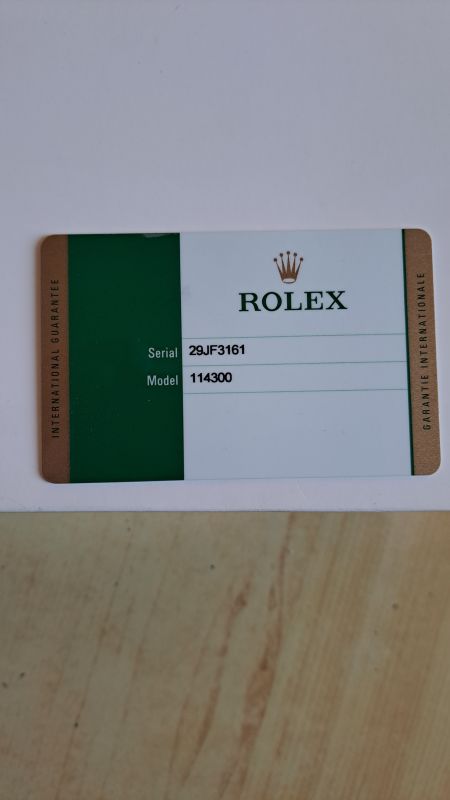 INTERNATIONAL GUARANTEE
ROLEX
Serial 29JF3161
Model 114300
GARANTIE INTERNATIONALE